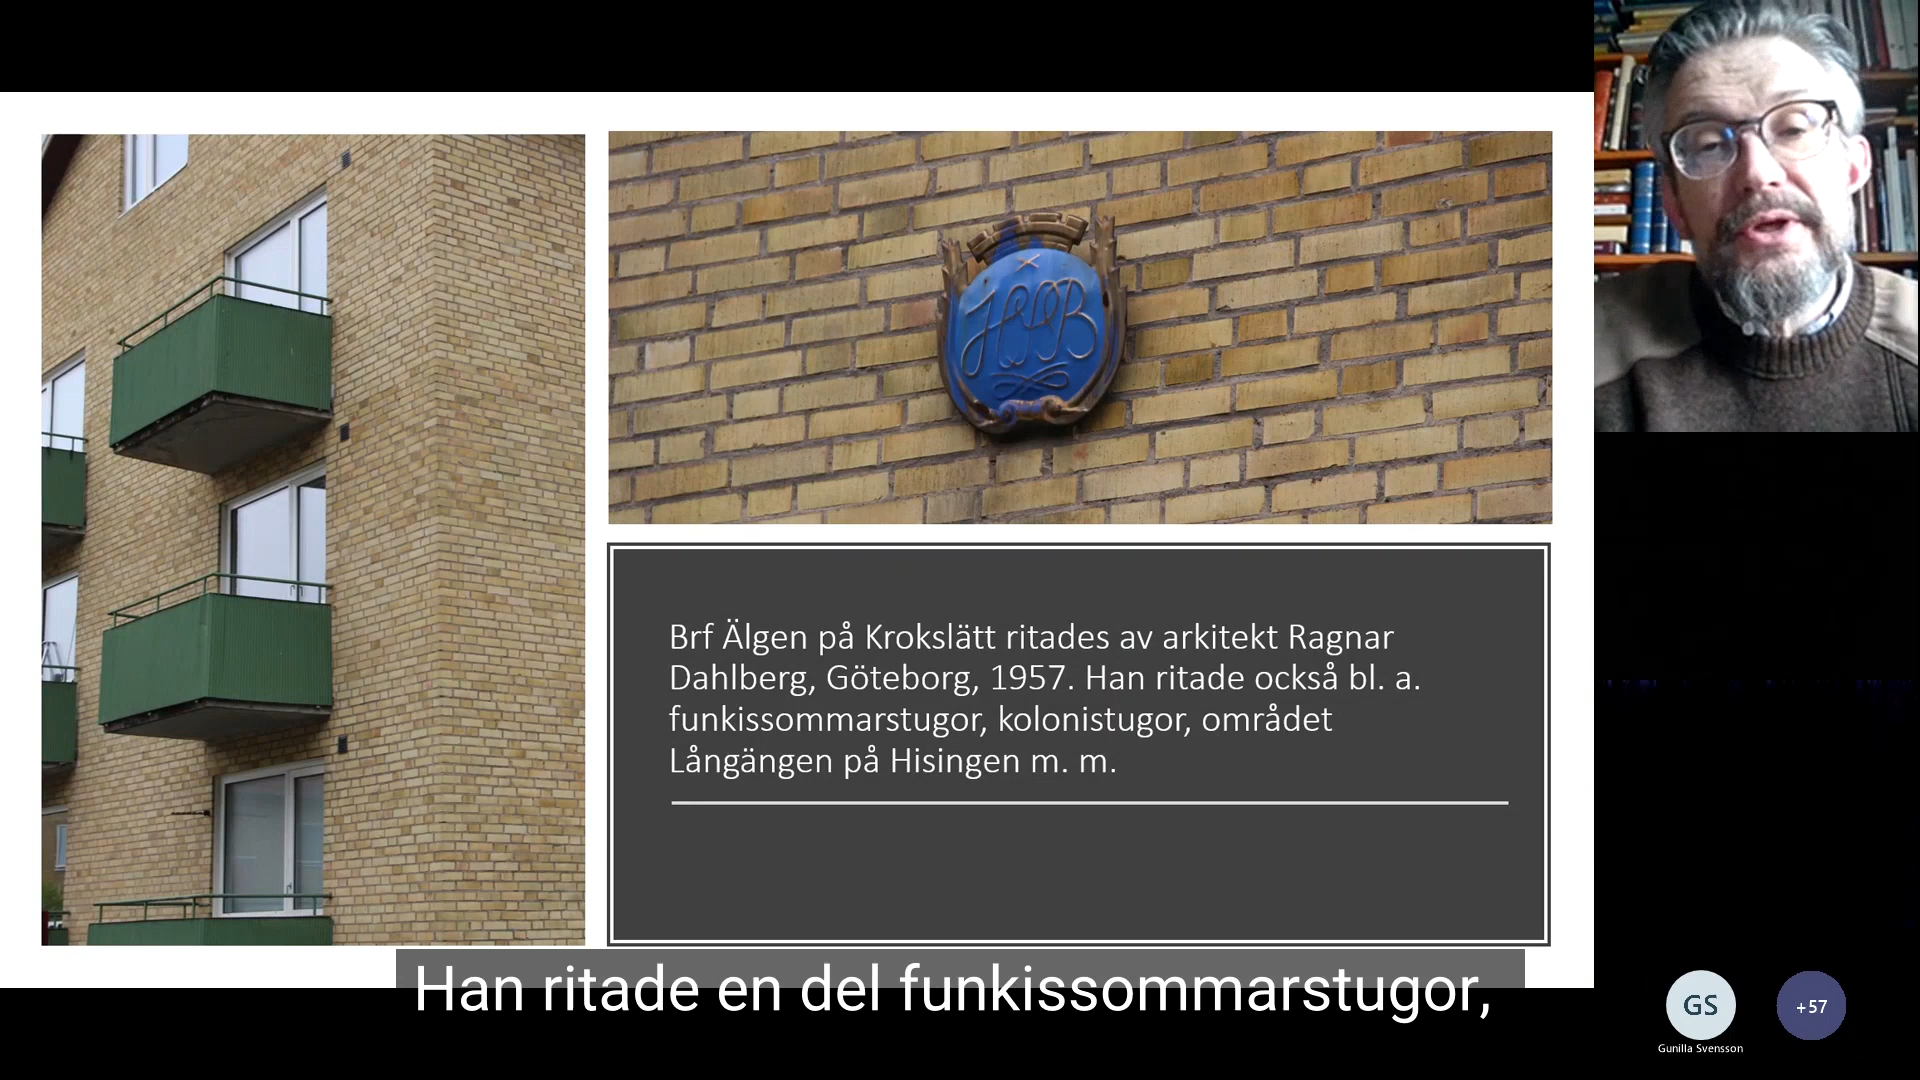 HSB
Brf Älgen på Krokslätt ritades av arkitekt Ragnar
Dahlberg, Göteborg, 1957. Han ritade också bl. a.
funkissommarstugor, kolonistugor, området
Långängen på Hisingen m. m.
Han ritade en del funkissommarstugor,
GS
+57
Gunilla Svensson